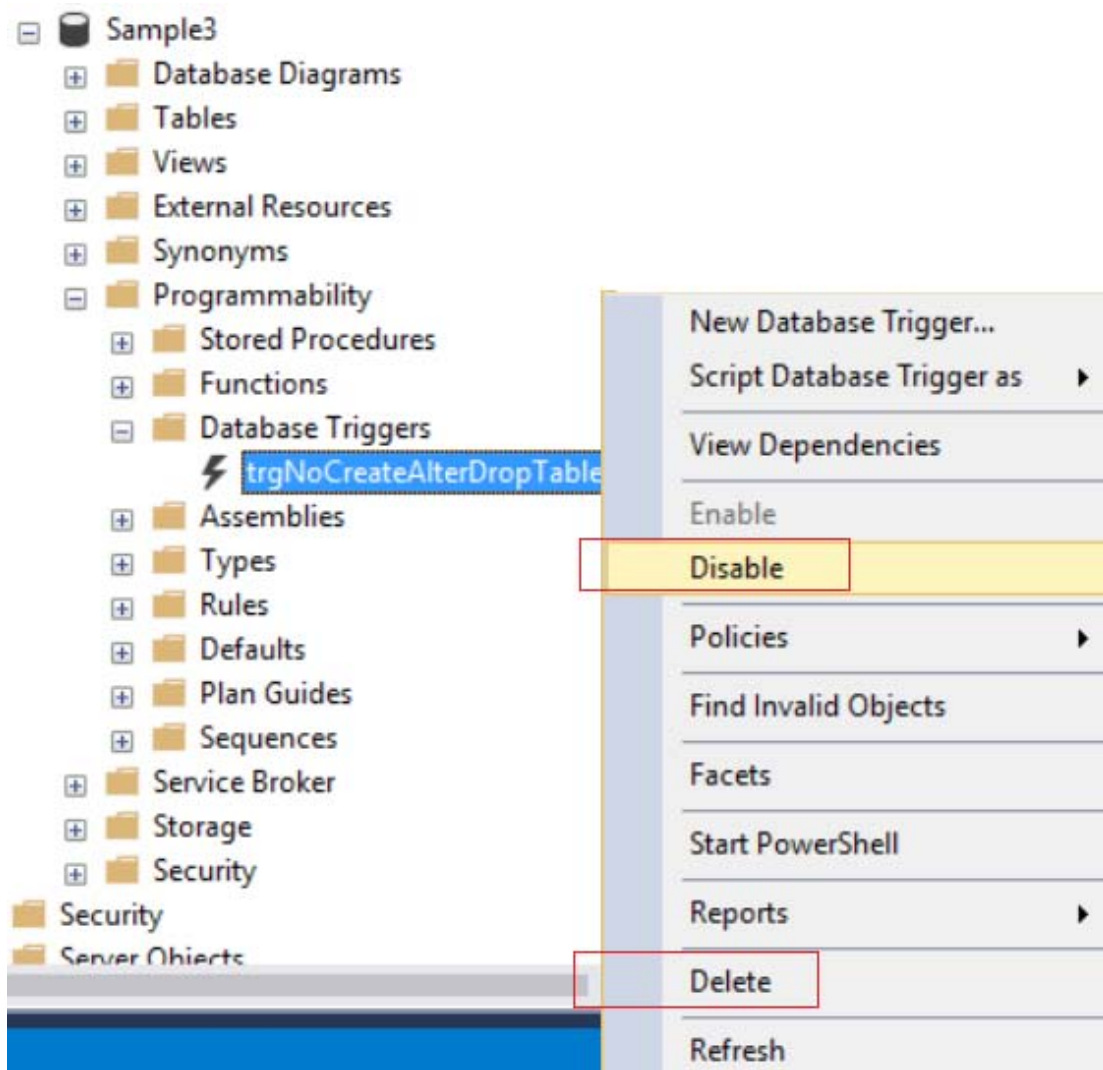 Sample3
Database Diagrams
Tables
Views
External Resources
Synonyms
Programmability
Stored Procedures
Functions
Database Triggers
trgNoCreateAlterDropTable
Assemblies
Types
Rules
Defaults
Plan Guides
Sequences
Service Broker
Storage
Security
Security
Server Objects
New Database Trigger...
Script Database Trigger as
View Dependencies
Enable
Disable
Policies
Find Invalid Objects
Facets
Start PowerShell
Reports
Delete
Refresh